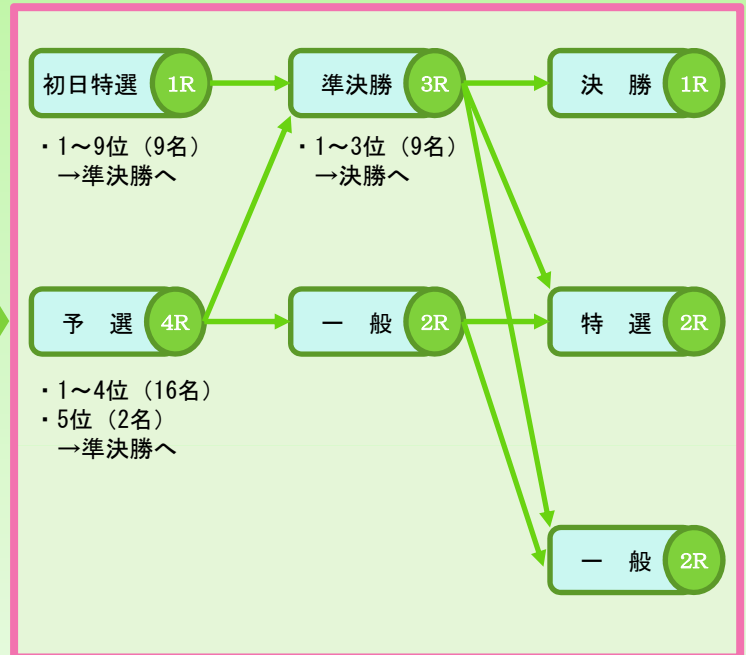 初日特選 1R
準決勝 3R
決　勝 1R
・1～9位（9名）
→準決勝へ
・1～3位（9名）
→決勝へ
予　選 4R
一　般 2R
特　選 2R
・1～4位（16名）
・5位（2名）
→準決勝へ
一　般 2R